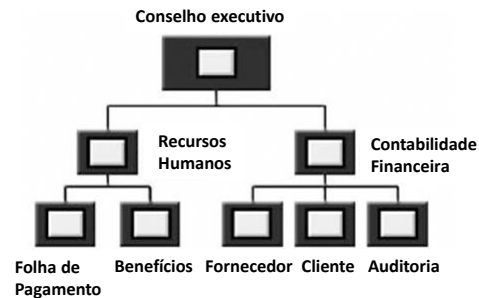 Conselho executivo
Recursos
Humanos
Contabilidade
Financeira
Folha de
Pagamento
Benefícios
Fornecedor
Cliente
Auditoria